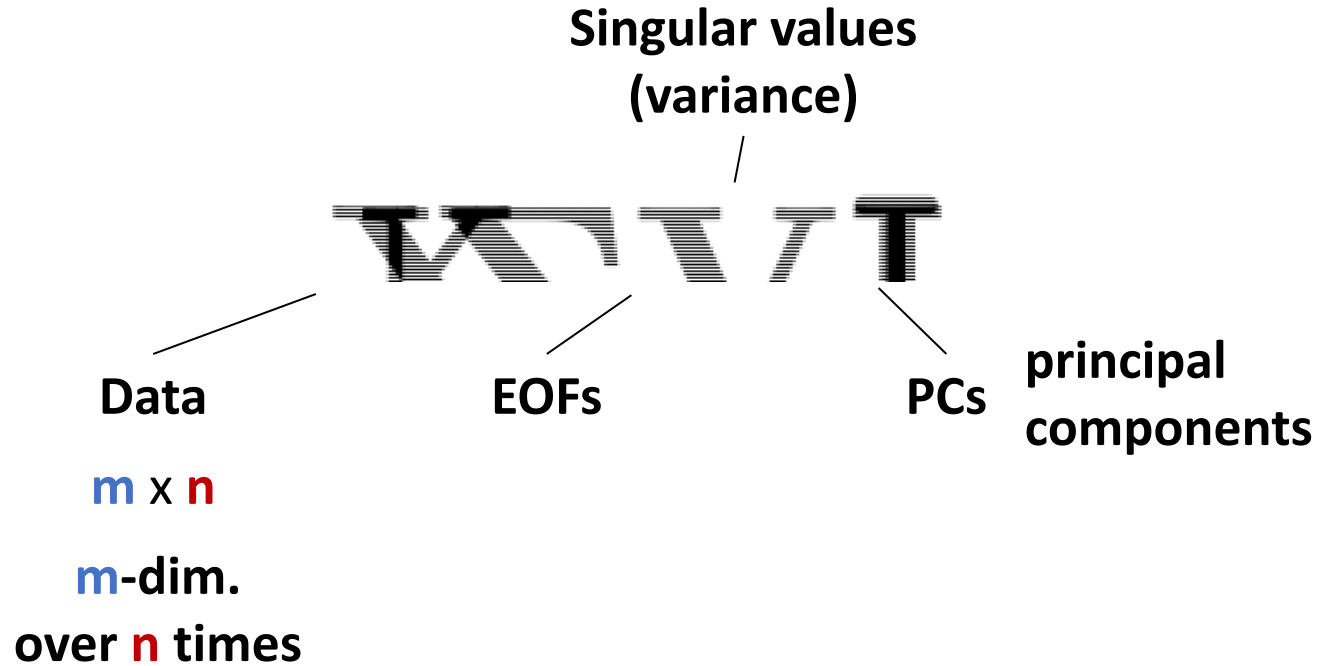 Singular values
(variance)
Data
EOFs
PCs
principal
components
m x n
m-dim.
over n times